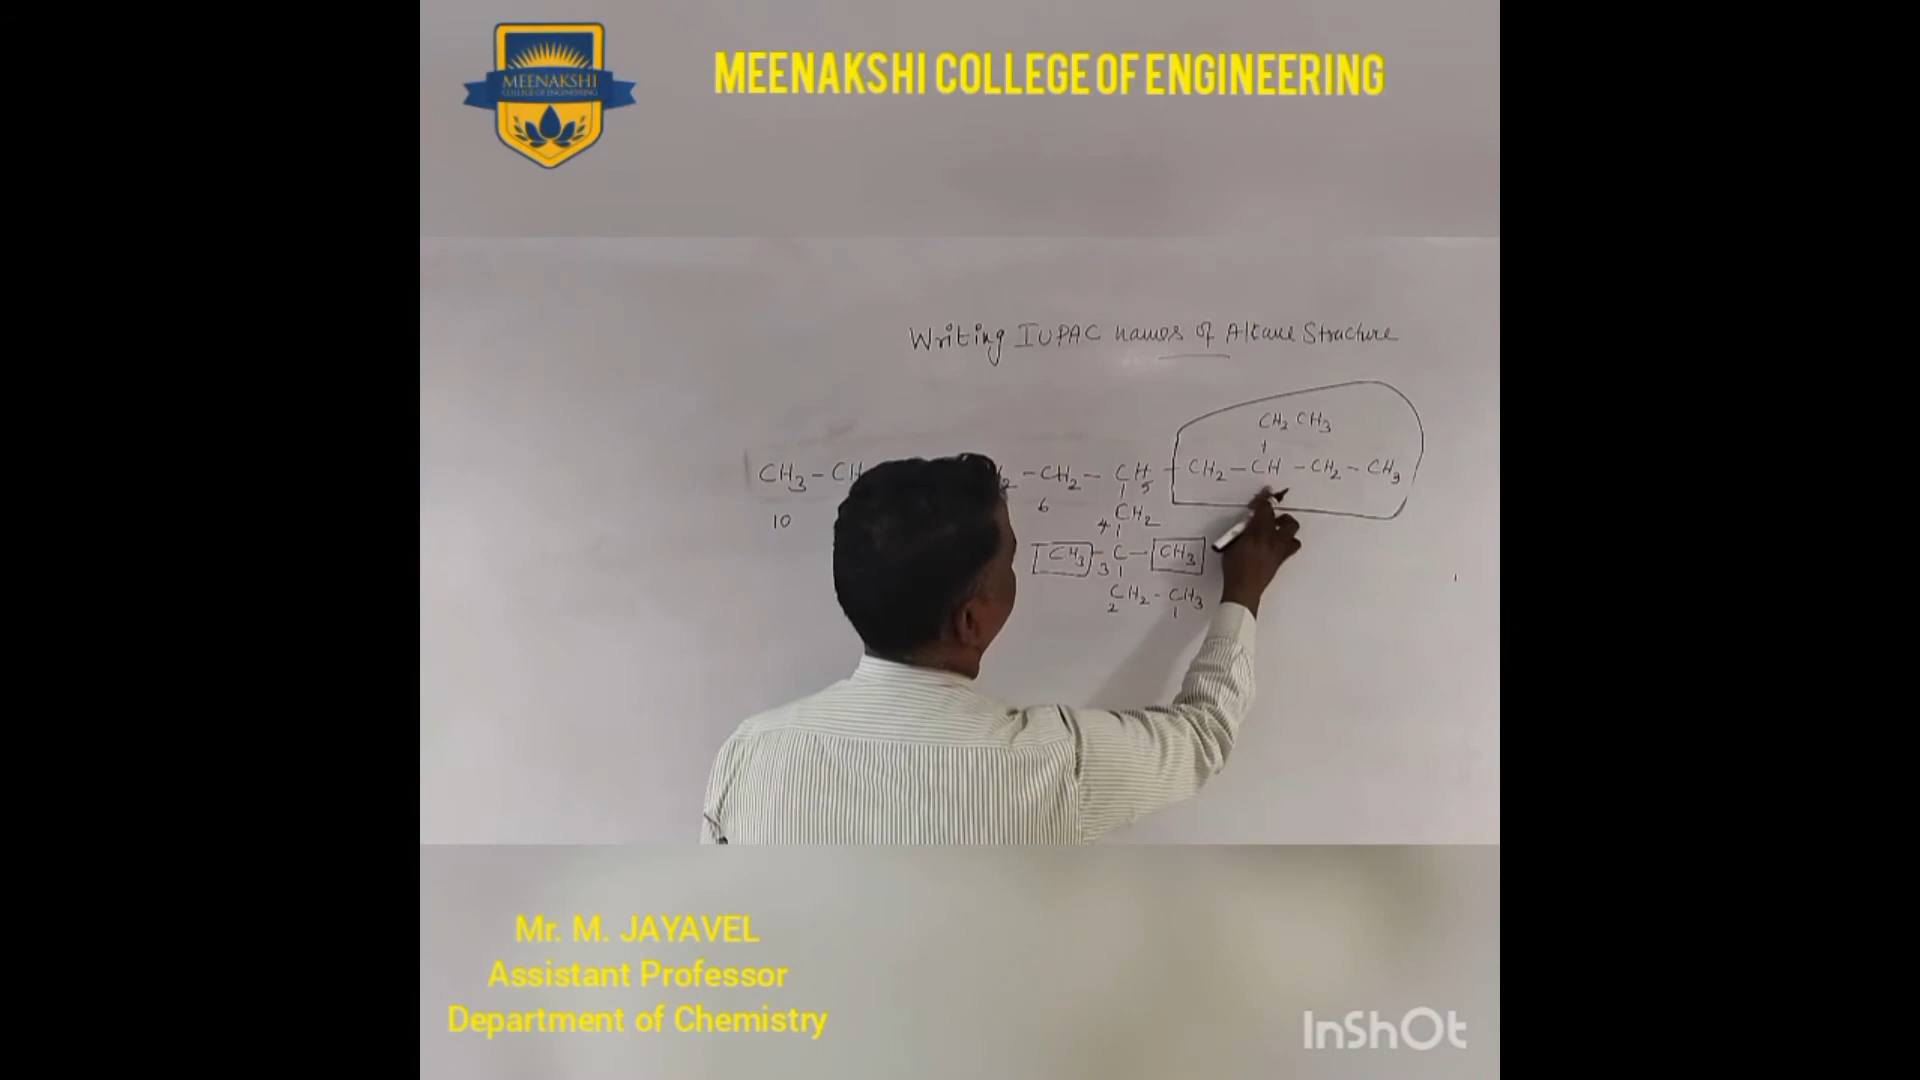 MEENAKSHI
COLLEGE OF ENGINEERING
MEENAKSHI COLLEGE OF ENGINEERING
Writing IUPAC names of Alkane Structure
CH2 CH3
CH3 - CH 2 - CH2 - CH - CH2 - CH - CH2 - CH3
10 6 5
4 CH2
CH3 - C - CH3
3
CH2 - CH3
2 1
Mr. M. JAYAVEL
Assistant Professor
Department of Chemistry
InShOt